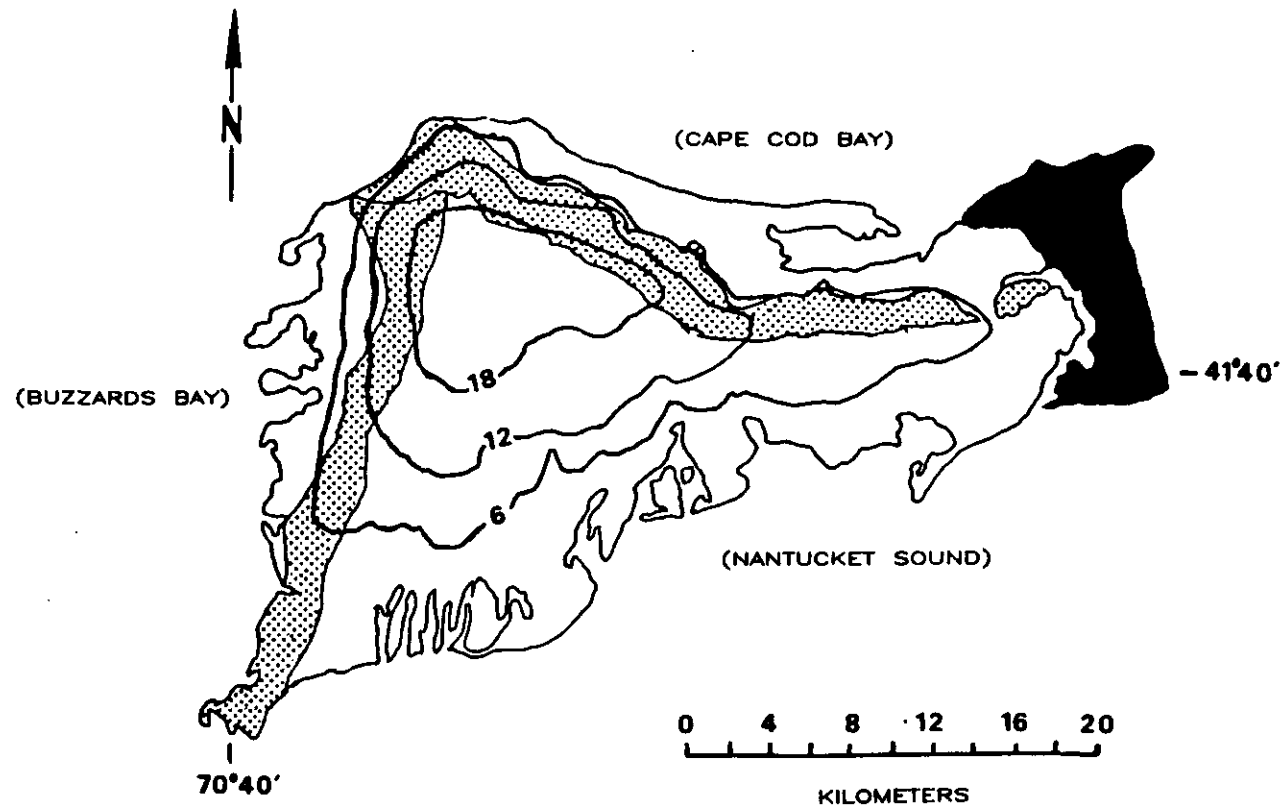 N
(CAPE COD BAY)
(BUZZARDS BAY)
18
41°40'
12
6
(NANTUCKET SOUND)
0 4 8 12 16 20
70°40'
KILOMETERS